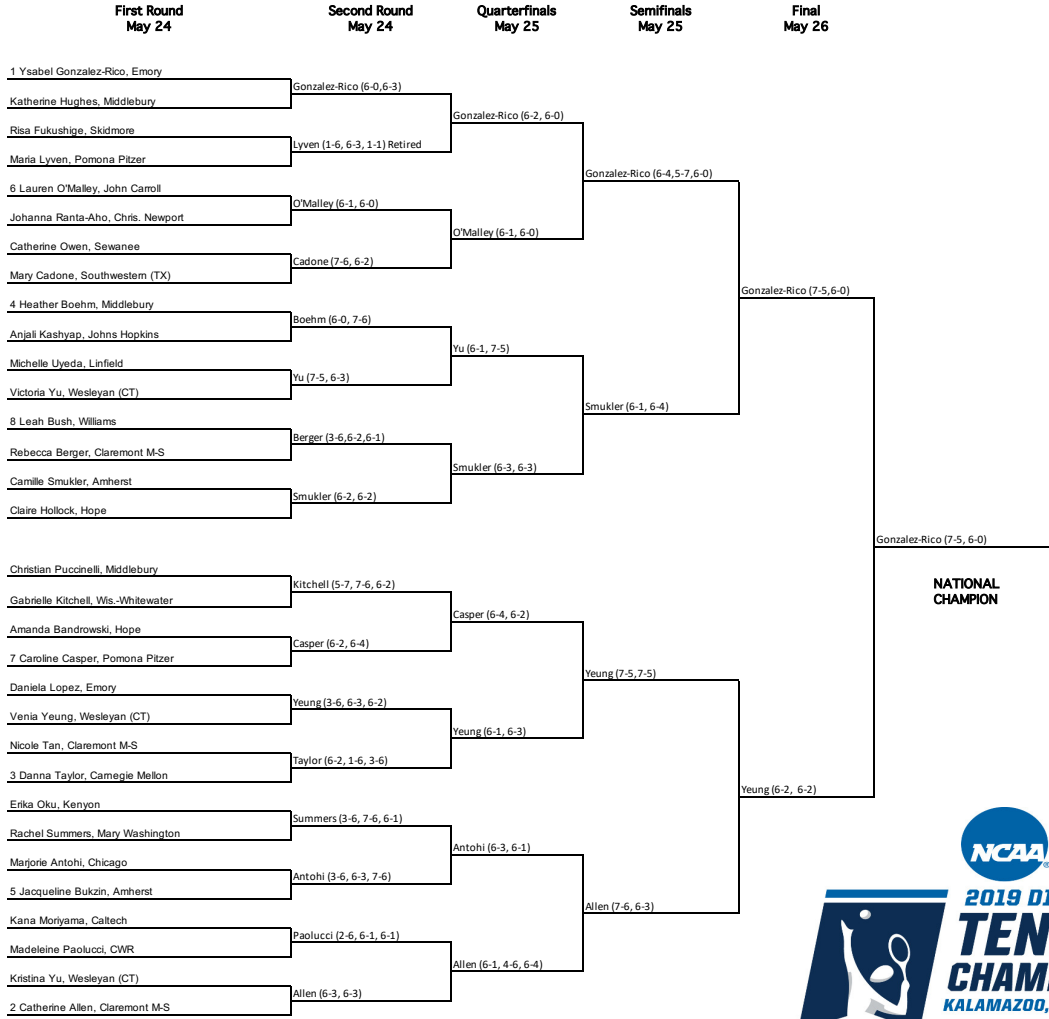 First Round
May 24
Second Round
May 24
Quarterfinals
May 25
Semifinals
May 25
Final
May 26
1 Ysabel Gonzalez-Rico, Emory
Katherine Hughes, Middlebury
Risa Fukushige, Skidmore
Maria Lyven, Pomona Pitzer
6 Lauren O'Malley, John Carroll
Johanna Ranta-Aho, Chris. Newport
Catherine Owen, Sewanee
Mary Cadone, Southwestern (TX)
4 Heather Boehm, Middlebury
Anjali Kashyap, Johns Hopkins
Michelle Uyeda, Linfield
Victoria Yu, Wesleyan (CT)
8 Leah Bush, Williams
Rebecca Berger, Claremont M-S
Camille Smukler, Amherst
Claire Hollock, Hope
Christian Puccinelli, Middlebury
Gabrielle Kitchell, Wis.-Whitewater
Amanda Bandrowski, Hope
7 Caroline Casper, Pomona Pitzer
Daniela Lopez, Emory
Venia Yeung, Wesleyan (CT)
Nicole Tan, Claremont M-S
3 Danna Taylor, Carnegie Mellon
Erika Oku, Kenyon
Rachel Summers, Mary Washington
Marjorie Antohi, Chicago
5 Jacqueline Bukzin, Amherst
Kana Moriyama, Caltech
Madeleine Paolucci, CWR
Kristina Yu, Wesleyan (CT)
2 Catherine Allen, Claremont M-S
Gonzalez-Rico (6-0,6-3)
Lyven (1-6, 6-3, 1-1) Retired
O'Malley (6-1, 6-0)
Cadone (7-6, 6-2)
Boehm (6-0, 7-6)
Yu (7-5, 6-3)
Berger (3-6,6-2,6-1)
Smukler (6-2, 6-2)
Kitchell (5-7, 7-6, 6-2)
Casper (6-2, 6-4)
Yeung (3-6, 6-3, 6-2)
Taylor (6-2, 1-6, 3-6)
Summers (3-6, 7-6, 6-1)
Antohi (3-6, 6-3, 7-6)
Paolucci (2-6, 6-1, 6-1)
Allen (6-3, 6-3)
Gonzalez-Rico (6-2, 6-0)
O'Malley (6-1, 6-0)
Yu (6-1, 7-5)
Smukler (6-3, 6-3)
Casper (6-4, 6-2)
Yeung (6-1, 6-3)
Antohi (6-3, 6-1)
Allen (6-1, 4-6, 6-4)
Gonzalez-Rico (6-4,5-7,6-0)
Smukler (6-1, 6-4)
Yeung (7-5,7-5)
Allen (7-6, 6-3)
Gonzalez-Rico (7-5,6-0)
Yeung (6-2, 6-2)
Gonzalez-Rico (7-5, 6-0)
NATIONAL
CHAMPION
NCAA
2019 D
TEN
CHAM
KALAMAZOO,